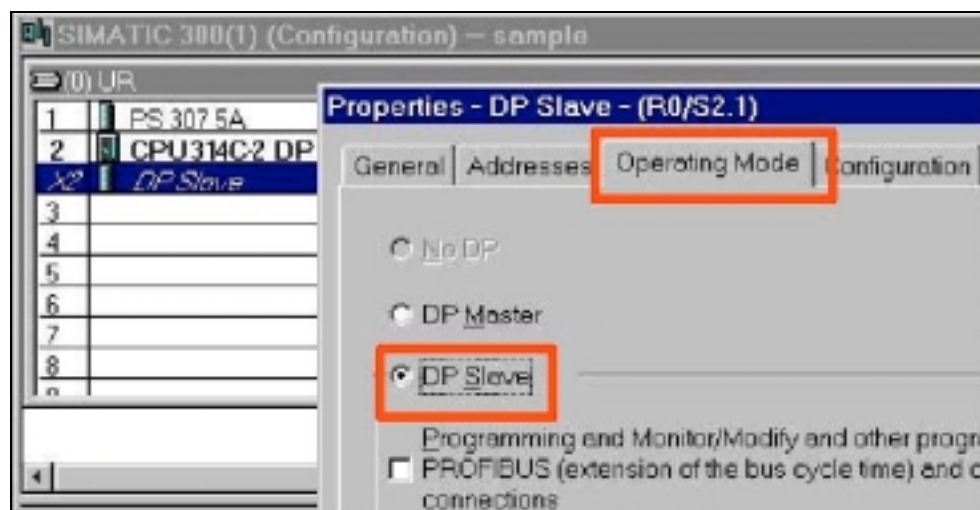 SIMATIC 300(1) (Configuration) — sample
(0) UR
1 PS 307 5A
2 CPU314C-2 DP
X2 DP Slave
3
4
5
6
7
8
Properties - DP Slave - (R0/S2.1)
General Addresses Operating Mode Configuration
No DP
DP Master
DP Slave
Programming and Monitor/Modify and other progr
PROFIBUS (extension of the bus cycle time) and
connections